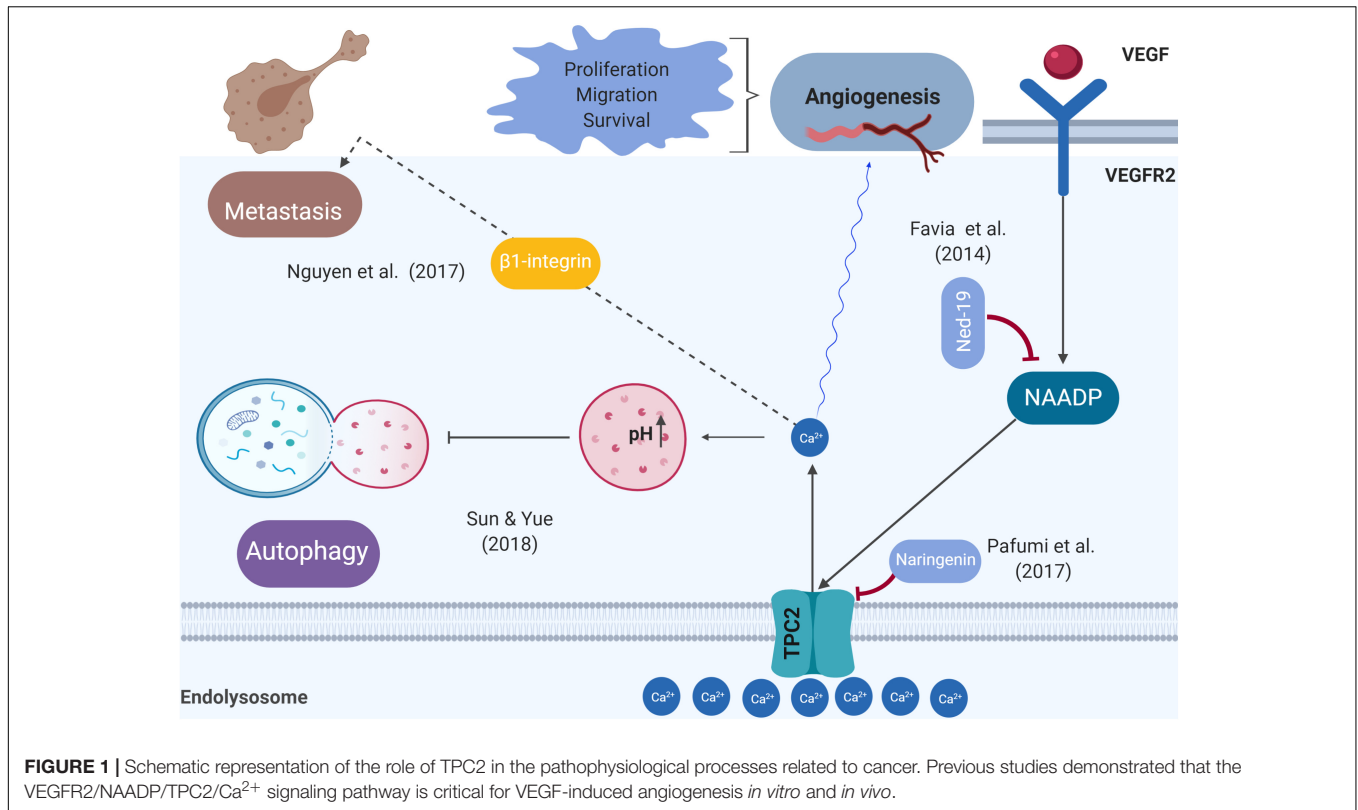 VEGF
Proliferation
Migration
Survival
Angiogenesis
VEGFR2
Metastasis
Favia et al.
(2014)
Nguyen et al. (2017)
β1-integrin
Ned-19
NAADP
pH
Ca²⁺
Sun & Yue
(2018)
Autophagy
Naringenin
Pafumi et al.
(2017)
TPC2
Endolysosome
Ca²⁺ Ca²⁺ Ca²⁺ Ca²⁺ Ca²⁺ Ca²⁺ Ca²⁺
FIGURE 1 | Schematic representation of the role of TPC2 in the pathophysiological processes related to cancer. Previous studies demonstrated that the
VEGFR2/NAADP/TPC2/Ca²⁺ signaling pathway is critical for VEGF-induced angiogenesis in vitro and in vivo.